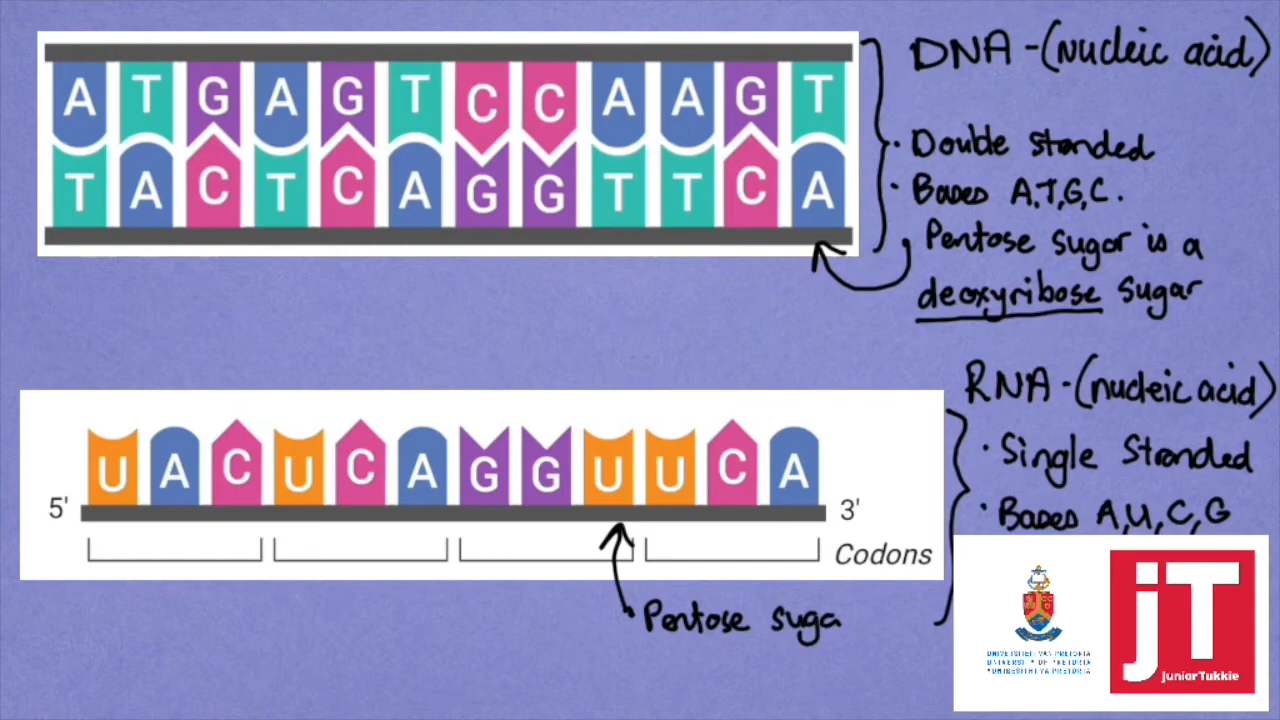 A T G A G T C C A A G T
T A C T C A G G T T C A
DNA - (nucleic acid)
· Double stranded
· Bases A,T,G,C.
Pentose sugar is a
deoxyribose sugar
RNA - (nucleic acid)
· Single Stranded
· Bases A,U,C,G
5' U A C U C A G G U U C A 3'
Codons
Pentose suga
UNIVERSITEIT VAN PRETORIA
UNIVERSITY OF PRETORIA
YUNIBESITHI YA PRETORIA
jT
JuniorTukkie